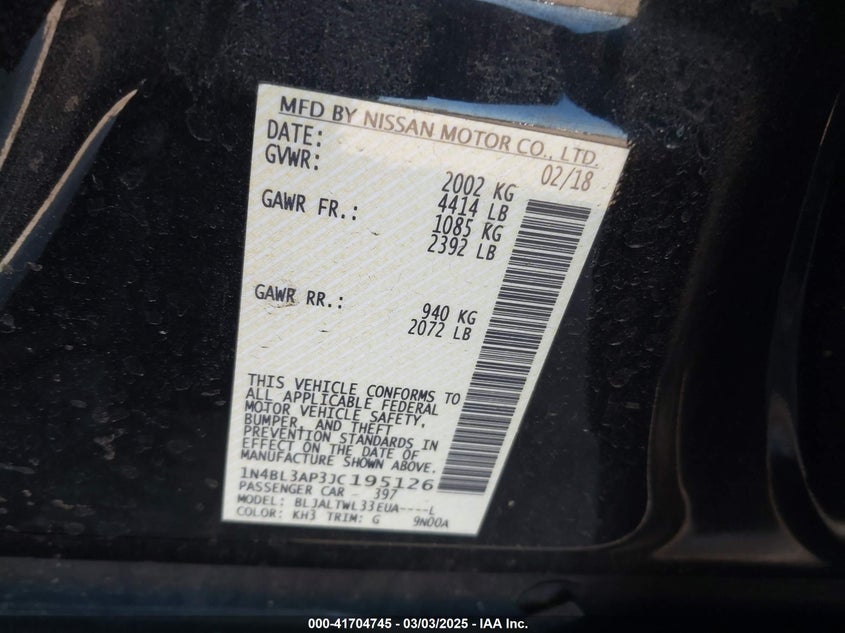 MFD BY NISSAN MOTOR CO., LTD.
DATE: 02/18
GVWR: 2002 KG
4414 LB
GAWR FR.: 1085 KG
2392 LB
GAWR RR.: 940 KG
2072 LB
THIS VEHICLE CONFORMS TO
ALL APPLICABLE FEDERAL
MOTOR VEHICLE SAFETY,
BUMPER, AND THEFT
PREVENTION STANDARDS IN
EFFECT ON THE DATE OF
MANUFACTURE SHOWN ABOVE.
1N4BL3AP3JC195126
PASSENGER CAR - 397
MODEL: BLJALTWL33EUA----L
COLOR: KH3 TRIM: G 9N00A
000-41704745 — 03/03/2025 — IAA Inc.